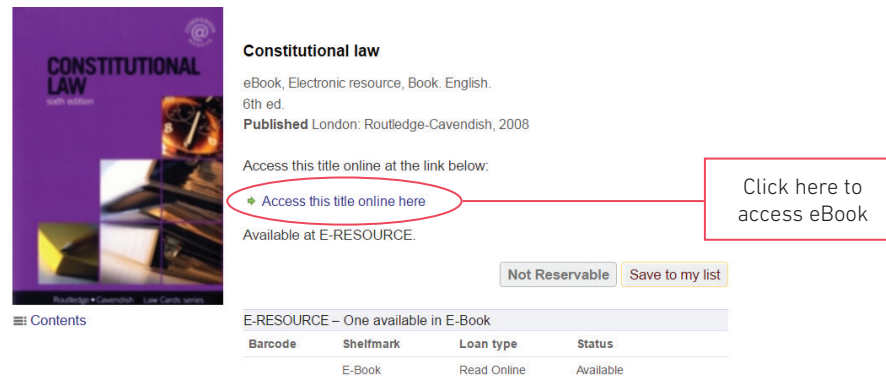 CONSTITUTIONAL
LAW
sixth edition
Routledge • Cavendish Law Cards series
Contents
Constitutional law
eBook, Electronic resource, Book. English.
6th ed.
Published London: Routledge-Cavendish, 2008
Access this title online at the link below:
Access this title online here
Available at E-RESOURCE.
Click here to
access eBook
Not Reservable Save to my list
E-RESOURCE – One available in E-Book
Barcode Shelfmark Loan type Status
E-Book Read Online Available